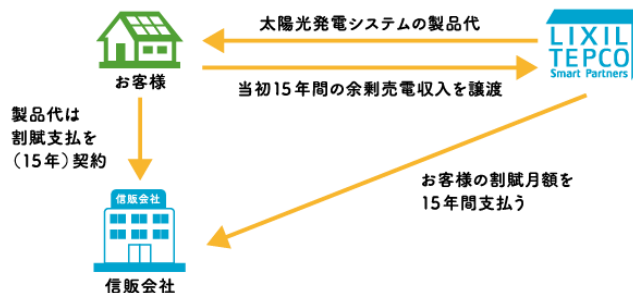 太陽光発電システムの製品代
LIXIL
TEPCO
Smart Partners
お客様
当初15年間の余剰売電収入を譲渡
製品代は
割賦支払を
（15年）契約
お客様の割賦月額を
15年間支払う
信販会社
信販会社